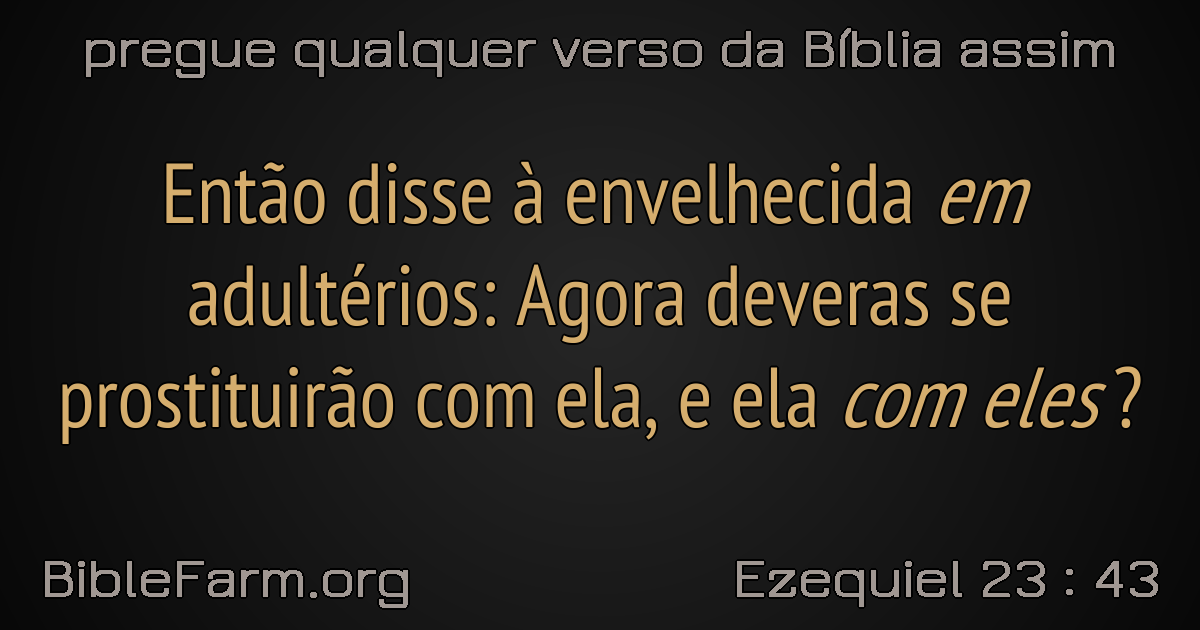 pregue qualquer verso da Bíblia assim
Então disse à envelhecida em
adultérios: Agora deveras se
prostituirão com ela, e ela com eles?
BibleFarm.org
Ezequiel 23 : 43